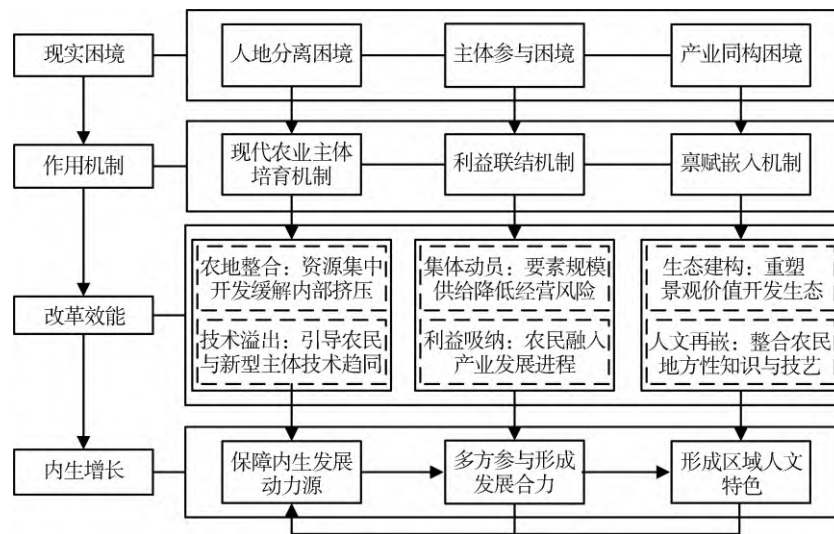 现实困境
人地分离困境
主体参与困境
产业同构困境
作用机制
现代农业主体
培育机制
利益联结机制
禀赋嵌入机制
改革效能
农地整合：资源集中
开发缓解内部挤压
技术溢出：引导农民
与新型主体技术趋同
集体动员：要素规模
供给降低经营风险
利益吸纳：农民融入
产业发展进程
生态建构：重塑
景观价值开发生态
人文再嵌：整合农民
地方性知识与技艺
内生增长
保障内生发展
动力源
多方参与形成
发展合力
形成区域人文
特色